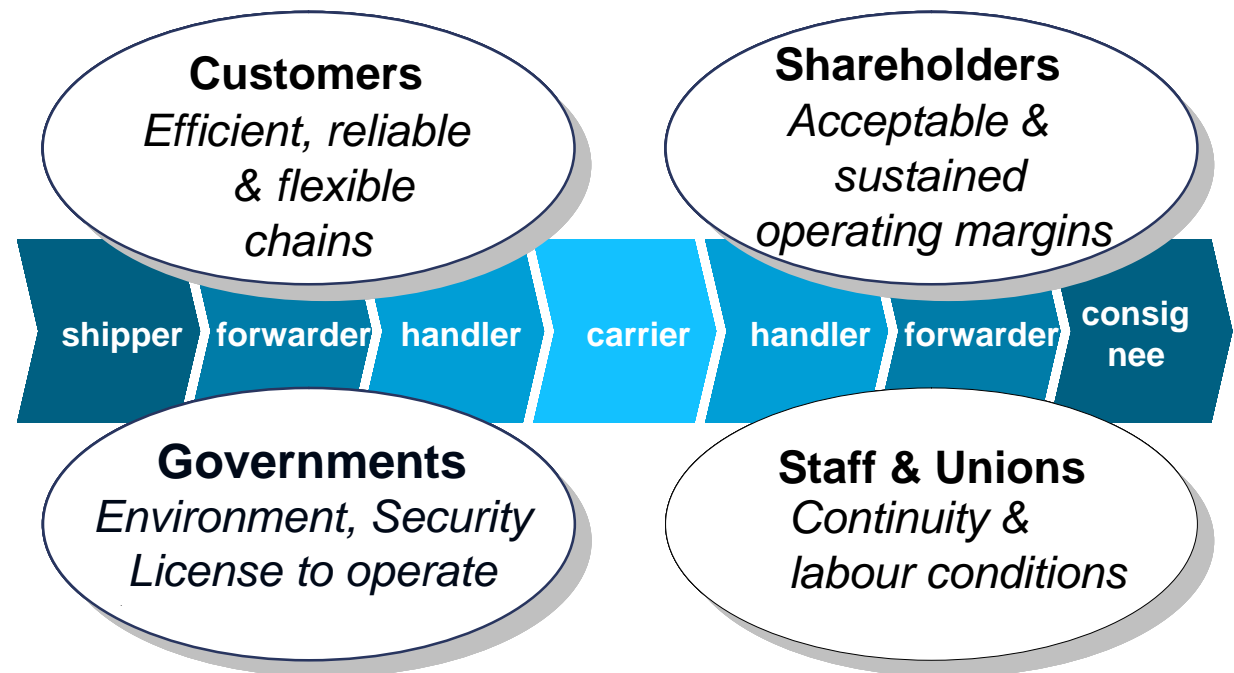 Customers
Efficient, reliable
& flexible
chains
Shareholders
Acceptable &
sustained
operating margins
shipper
forwarder
handler
carrier
handler
forwarder
consig
nee
Governments
Environment, Security
License to operate
Staff & Unions
Continuity &
labour conditions